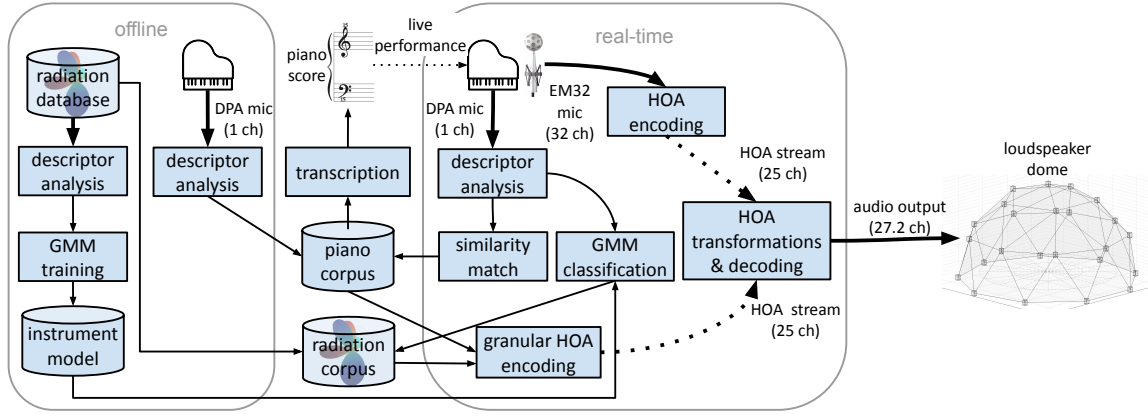 offline
radiation
database
descriptor
analysis
GMM
training
instrument
model
DPA mic
(1 ch)
descriptor
analysis
piano
score
15
15
transcription
piano
corpus
radiation
corpus
live
performance
real-time
DPA mic
(1 ch)
EM32
mic
(32 ch)
descriptor
analysis
similarity
match
GMM
classification
granular HOA
encoding
HOA
encoding
HOA stream
(25 ch)
HOA
transformations
& decoding
HOA stream
(25 ch)
audio output
(27.2 ch)
loudspeaker
dome